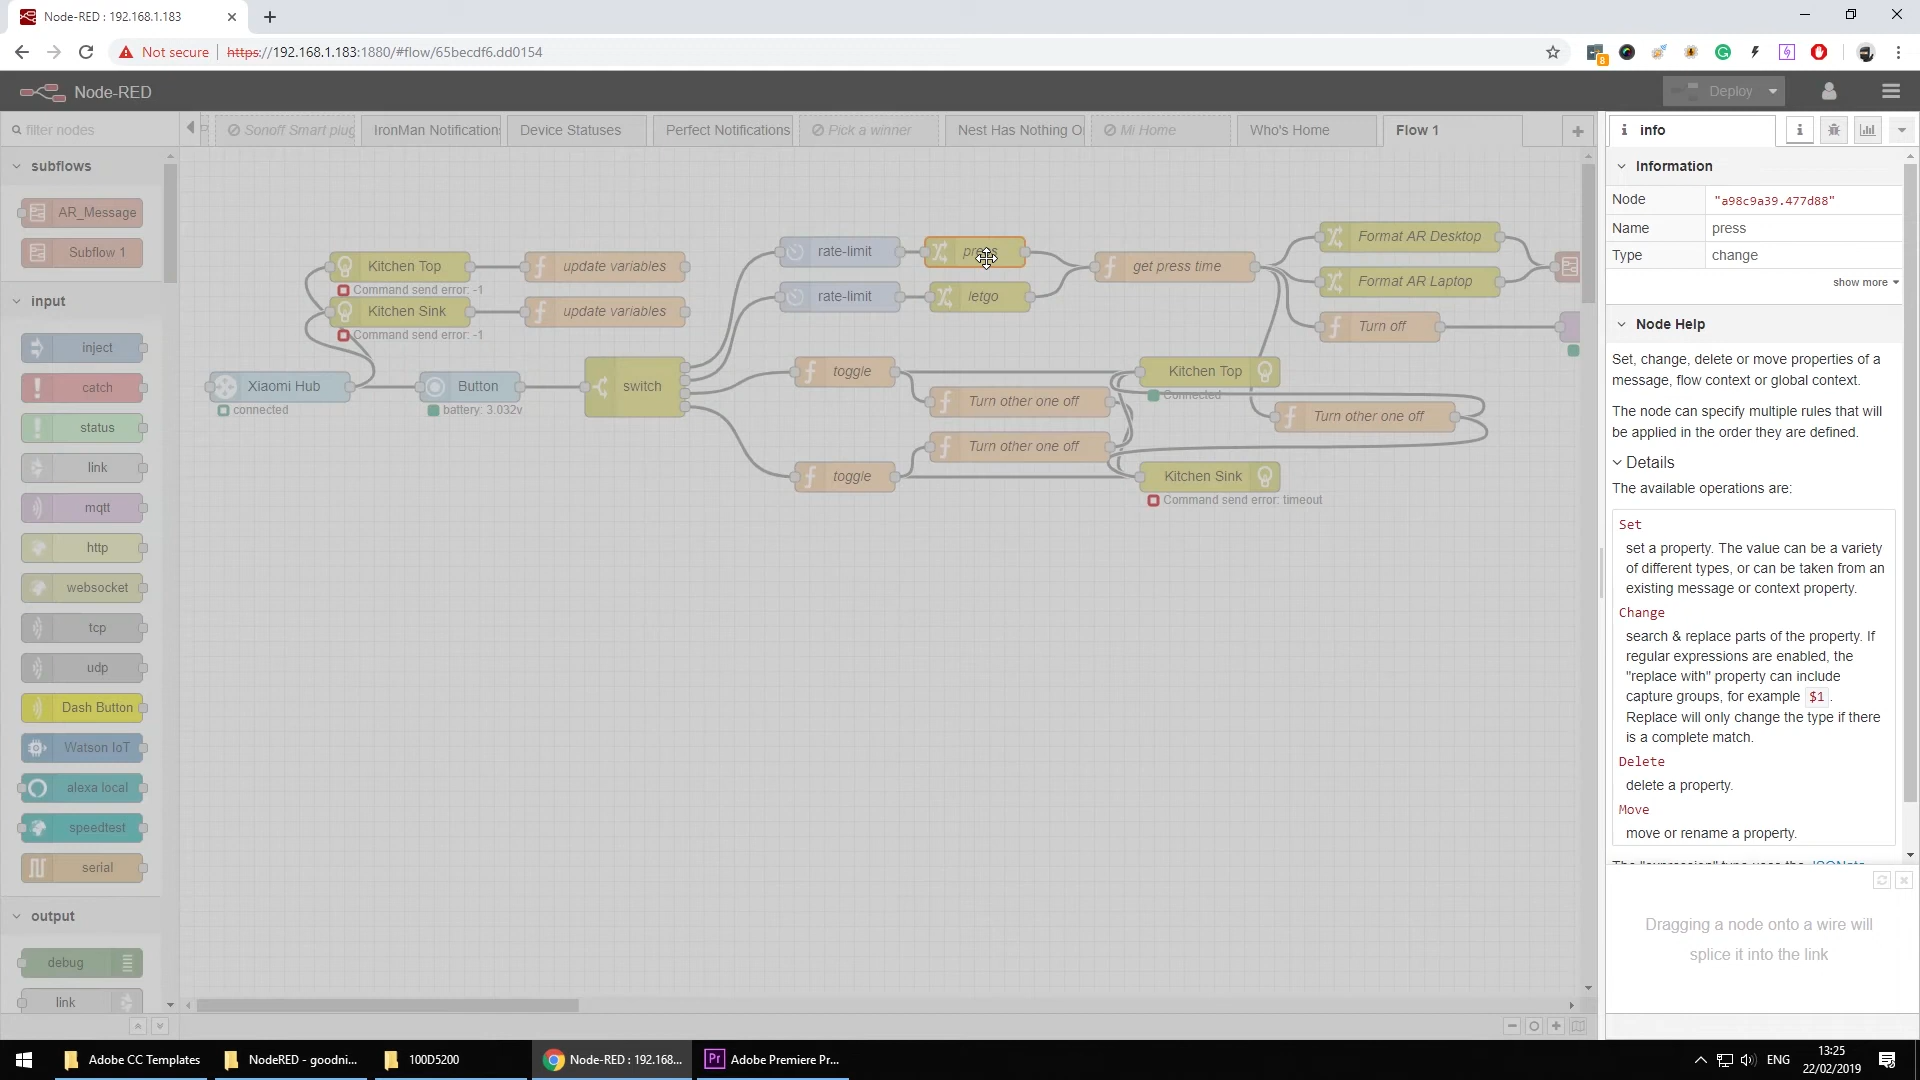 Node-RED : 192.168.1.183
Not secure
https://192.168.1.183:1880/#flow/65becdf6.dd0154
8
Node-RED
Deploy
filter nodes
Sonoff Smart plug
IronMan Notification
Device Statuses
Perfect Notifications
Pick a winner
Nest Has Nothing O
Mi Home
Who's Home
Flow 1
info
subflows
AR_Message
Subflow 1
input
inject
catch
status
link
mqtt
http
websocket
tcp
udp
Dash Button
Watson IoT
alexa local
speedtest
serial
output
debug
link
Kitchen Top
Command send error: -1
update variables
Kitchen Sink
Command send error: -1
update variables
Xiaomi Hub
connected
Button
battery: 3.032v
switch
rate-limit
press
rate-limit
letgo
get press time
Format AR Desktop
Format AR Laptop
Turn off
toggle
Turn other one off
Turn other one off
toggle
Kitchen Top
Connected
Turn other one off
Kitchen Sink
Command send error: timeout
Information
Node "a98c9a39.477d88"
Name press
Type change
show more
Node Help
Set, change, delete or move properties of a
message, flow context or global context.
The node can specify multiple rules that will
be applied in the order they are defined.
Details
The available operations are:
Set
set a property. The value can be a variety
of different types, or can be taken from an
existing message or context property.
Change
search & replace parts of the property. If
regular expressions are enabled, the
"replace with" property can include
capture groups, for example $1 .
Replace will only change the type if there
is a complete match.
Delete
delete a property.
Move
move or rename a property.
The "expression" type uses the JSONata
Dragging a node onto a wire will
splice it into the link
Adobe CC Templates
NodeRED - goodni...
100D5200
Node-RED : 192.168...
Pr
Adobe Premiere Pr...
ENG
13:25
22/02/2019